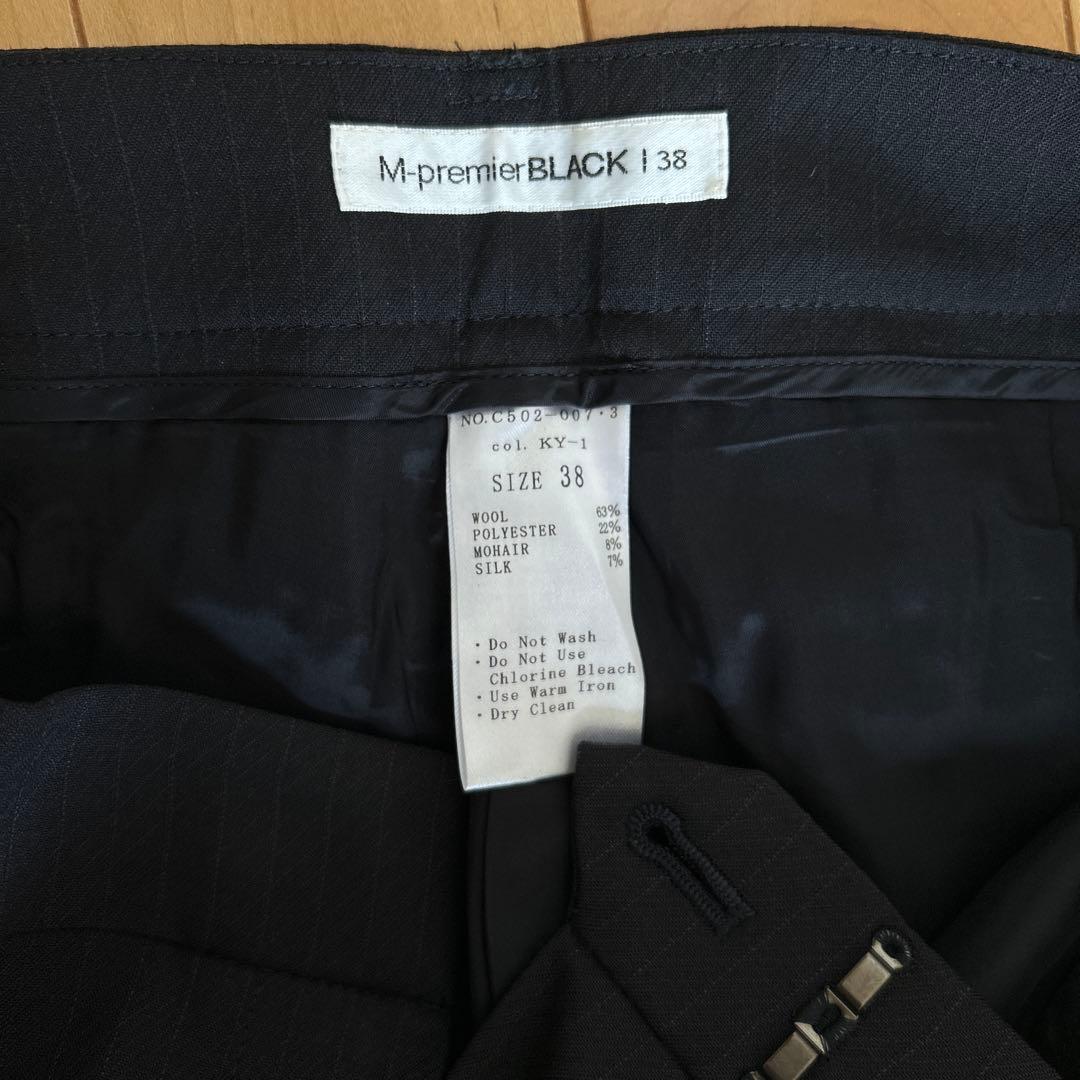 M-premierBLACK | 38
NO.C502-007·3
col. KY-1
SIZE 38
WOOL 63%
POLYESTER 22%
MOHAIR 8%
SILK 7%
· Do Not Wash
· Do Not Use
Chlorine Bleach
· Use Warm Iron
· Dry Clean